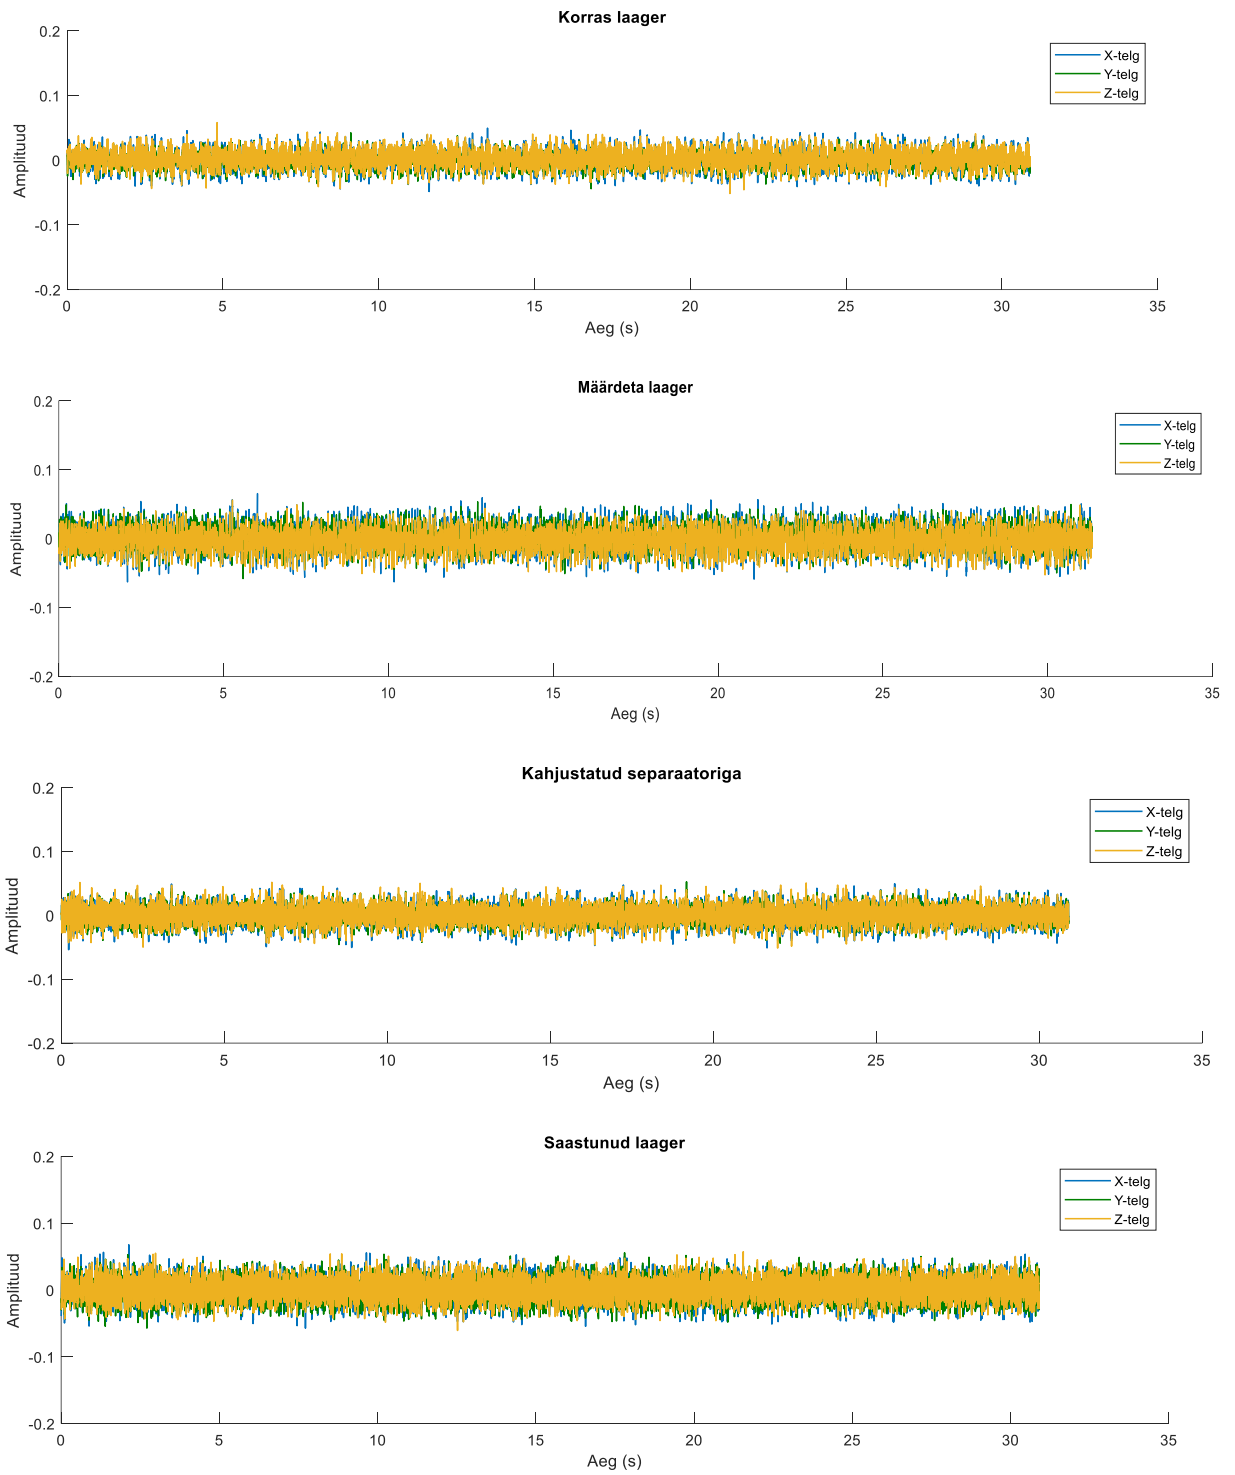 Korras laager
0.2
0.1
0
-0.1
-0.2
Amplituud
0 5 10 15 20 25 30 35
Aeg (s)
X-telg
Y-telg
Z-telg
Määrdeta laager
0.2
0.1
0
-0.1
-0.2
Amplituud
0 5 10 15 20 25 30 35
Aeg (s)
X-telg
Y-telg
Z-telg
Kahjustatud separaatoriga
0.2
0.1
0
-0.1
-0.2
Amplituud
0 5 10 15 20 25 30 35
Aeg (s)
X-telg
Y-telg
Z-telg
Saastunud laager
0.2
0.1
0
-0.1
-0.2
Amplituud
0 5 10 15 20 25 30 35
Aeg (s)
X-telg
Y-telg
Z-telg